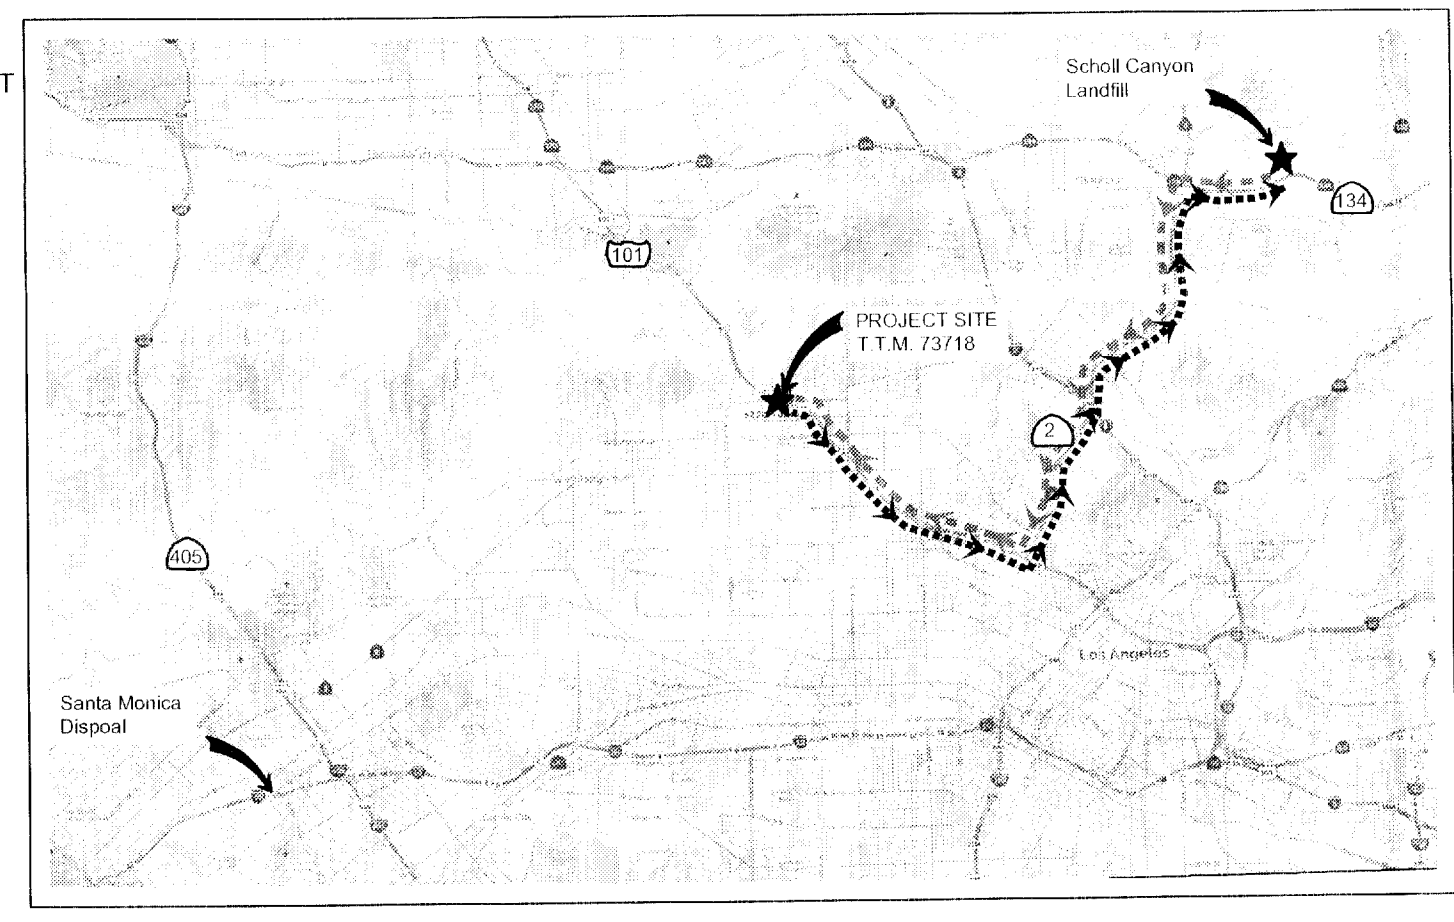 T
Scholl Canyon
Landfill
134
101
PROJECT SITE
T.T.M. 73718
2
405
Los Angeles
Santa Monica
Dispoal